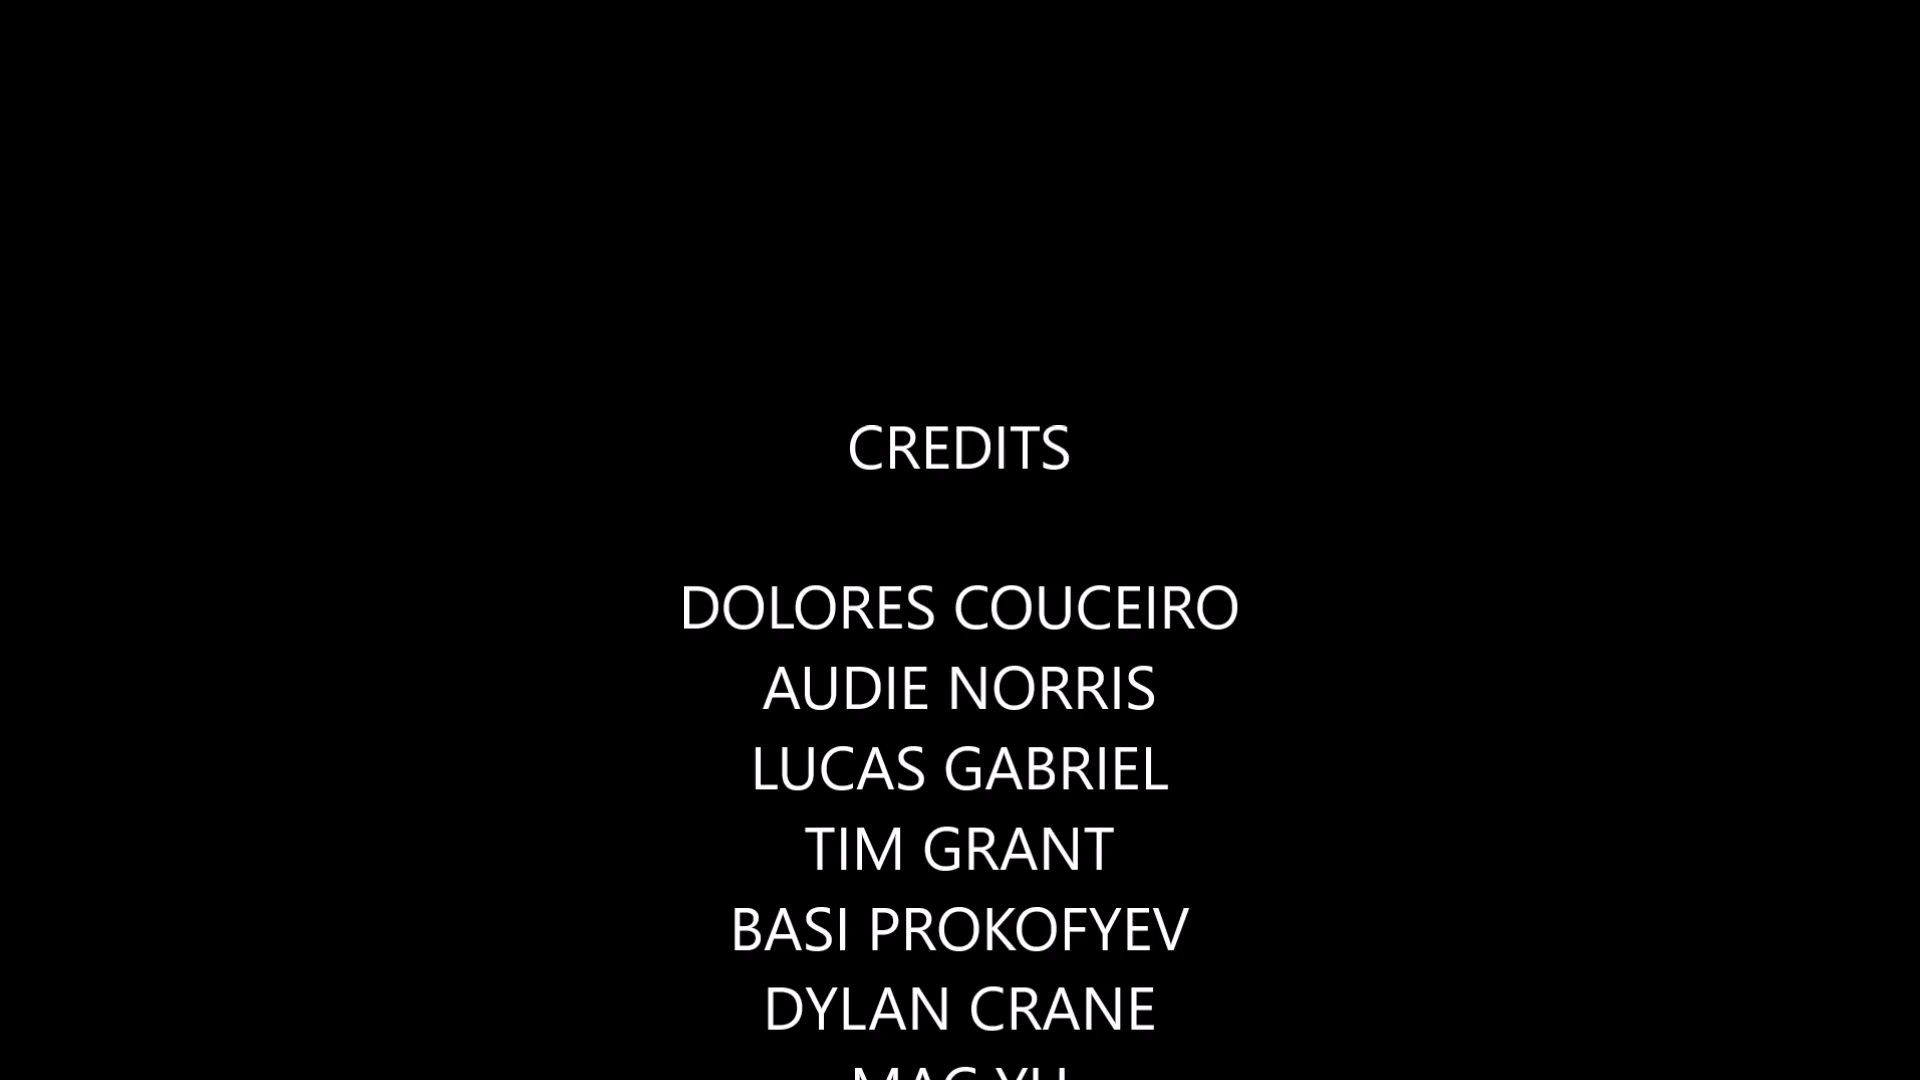 CREDITS
DOLORES COUCEIRO
AUDIE NORRIS
LUCAS GABRIEL
TIM GRANT
BASI PROKOFYEV
DYLAN CRANE